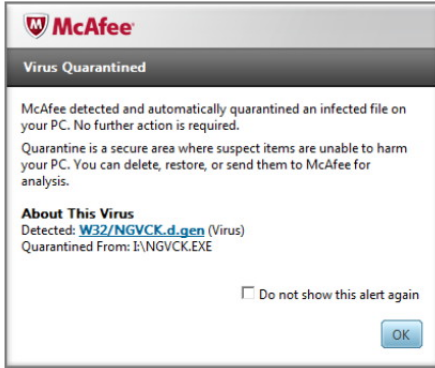 McAfee
Virus Quarantined
McAfee detected and automatically quarantined an infected file on
your PC. No further action is required.
Quarantine is a secure area where suspect items are unable to harm
your PC. You can delete, restore, or send them to McAfee for
analysis.
About This Virus
Detected: W32/NGVCK.d.gen (Virus)
Quarantined From: I:\NGVCK.EXE
Do not show this alert again
OK